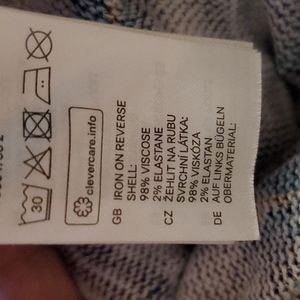 30
clevercare.info
GB IRON ON REVERSE
SHELL:
98% VISCOSE
2% ELASTANE
CZ ŽEHLIT NA RUBU
SVRCHNÍ LÁTKA:
98% VISKÓZA
2% ELASTAN
DE AUF LINKS BÜGELN
OBERMATERIAL: